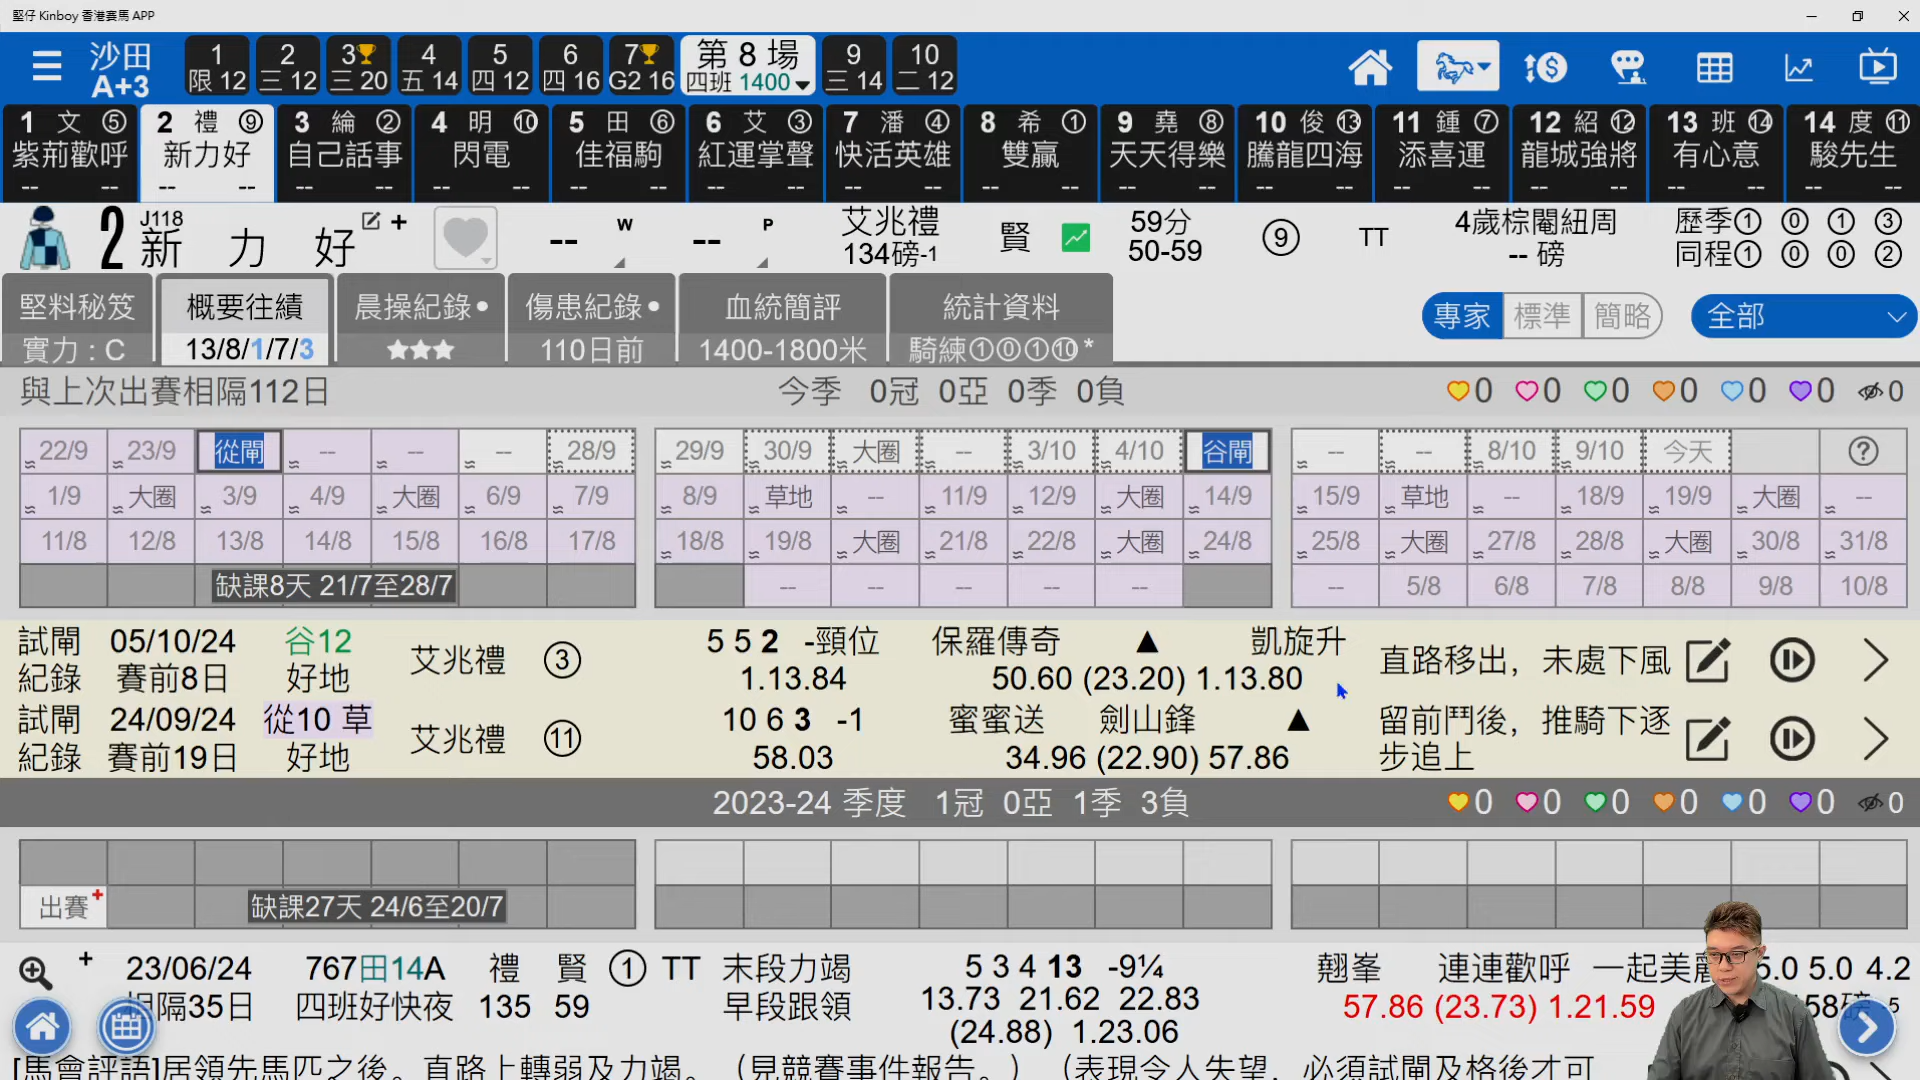 堅仔 Kinboy 香港賽馬 APP
沙田 A+3
1 限 12
2 三 12
3 三 20
4 五 14
5 四 12
6 四 16
7 G2 16
第 8 場 四班 1400
9 三 14
10 二 12
1 文 ⑤ 紫荊歡呼 -- --
2 禮 ⑨ 新力好 -- --
3 綸 ② 自己話事 -- --
4 明 ⑩ 閃電 -- --
5 田 ⑥ 佳福駒 -- --
6 艾 ③ 紅運掌聲 -- --
7 潘 ④ 快活英雄 -- --
8 希 ① 雙贏 -- --
9 堯 ⑧ 天天得樂 -- --
10 俊 ⑬ 騰龍四海 -- --
11 鍾 ⑦ 添喜運 -- --
12 紹 ⑫ 龍城強將 -- --
13 班 ⑭ 有心意 -- --
14 度 ⑪ 駿先生 -- --
2 J118 新力好 + -- W -- P 艾兆禮 134磅-1 賢 59分 50-59 ⑨ TT 4歲棕閹紐周 -- 磅
歷季① ⓪ ① ③
同程① ⓪ ⓪ ②
堅料秘笈 概要往績 晨操紀錄● 傷患紀錄● 血統簡評 統計資料 專家 標準 簡略 全部
實力 : C 13/8/1/7/3 ★★★ 110日前 1400-1800米 騎練①⓪①⑩ *
與上次出賽相隔112日 今季 0冠 0亞 0季 0負 0 0 0 0 0 0 0
22/9 23/9 從閘 -- -- -- 28/9 29/9 30/9 大圈 -- 3/10 4/10 谷閘 -- -- 8/10 9/10 今天 ?
1/9 大圈 3/9 4/9 大圈 6/9 7/9 8/9 草地 -- 11/9 12/9 大圈 14/9 15/9 草地 -- 18/9 19/9 大圈 --
11/8 12/8 13/8 14/8 15/8 16/8 17/8 18/8 19/8 大圈 21/8 22/8 大圈 24/8 25/8 大圈 27/8 28/8 大圈 30/8 31/8
缺課8天 21/7至28/7 -- -- -- -- -- -- 5/8 6/8 7/8 8/8 9/8 10/8
試閘 05/10/24 谷12 艾兆禮 ③ 5 5 2 -頸位 保羅傳奇 ▲ 凱旋升 直路移出，未處下風
紀錄 賽前8日 好地 1.13.84 50.60 (23.20) 1.13.80
試閘 24/09/24 從10 草 艾兆禮 ⑪ 10 6 3 -1 蜜蜜送 劍山鋒 ▲ 留前鬥後，推騎下逐
紀錄 賽前19日 好地 58.03 34.96 (22.90) 57.86 步追上
2023-24 季度 1冠 0亞 1季 3負 0 0 0 0 0 0 0
出賽+ 缺課27天 24/6至20/7
+ 23/06/24 767田14A 禮 賢 ① TT 末段力竭 5 3 4 13 -9¼ 翹峯 連連歡呼 一起美 5.0 5.0 4.2
相隔35日 四班好快夜 135 59 早段跟領 13.73 21.62 22.83 57.86 (23.73) 1.21.59
(24.88) 1.23.06
[馬會評語]居領先馬匹之後。直路上轉弱及力竭。（見競賽事件報告。）（表現令人失望，必須試閘及格後才可